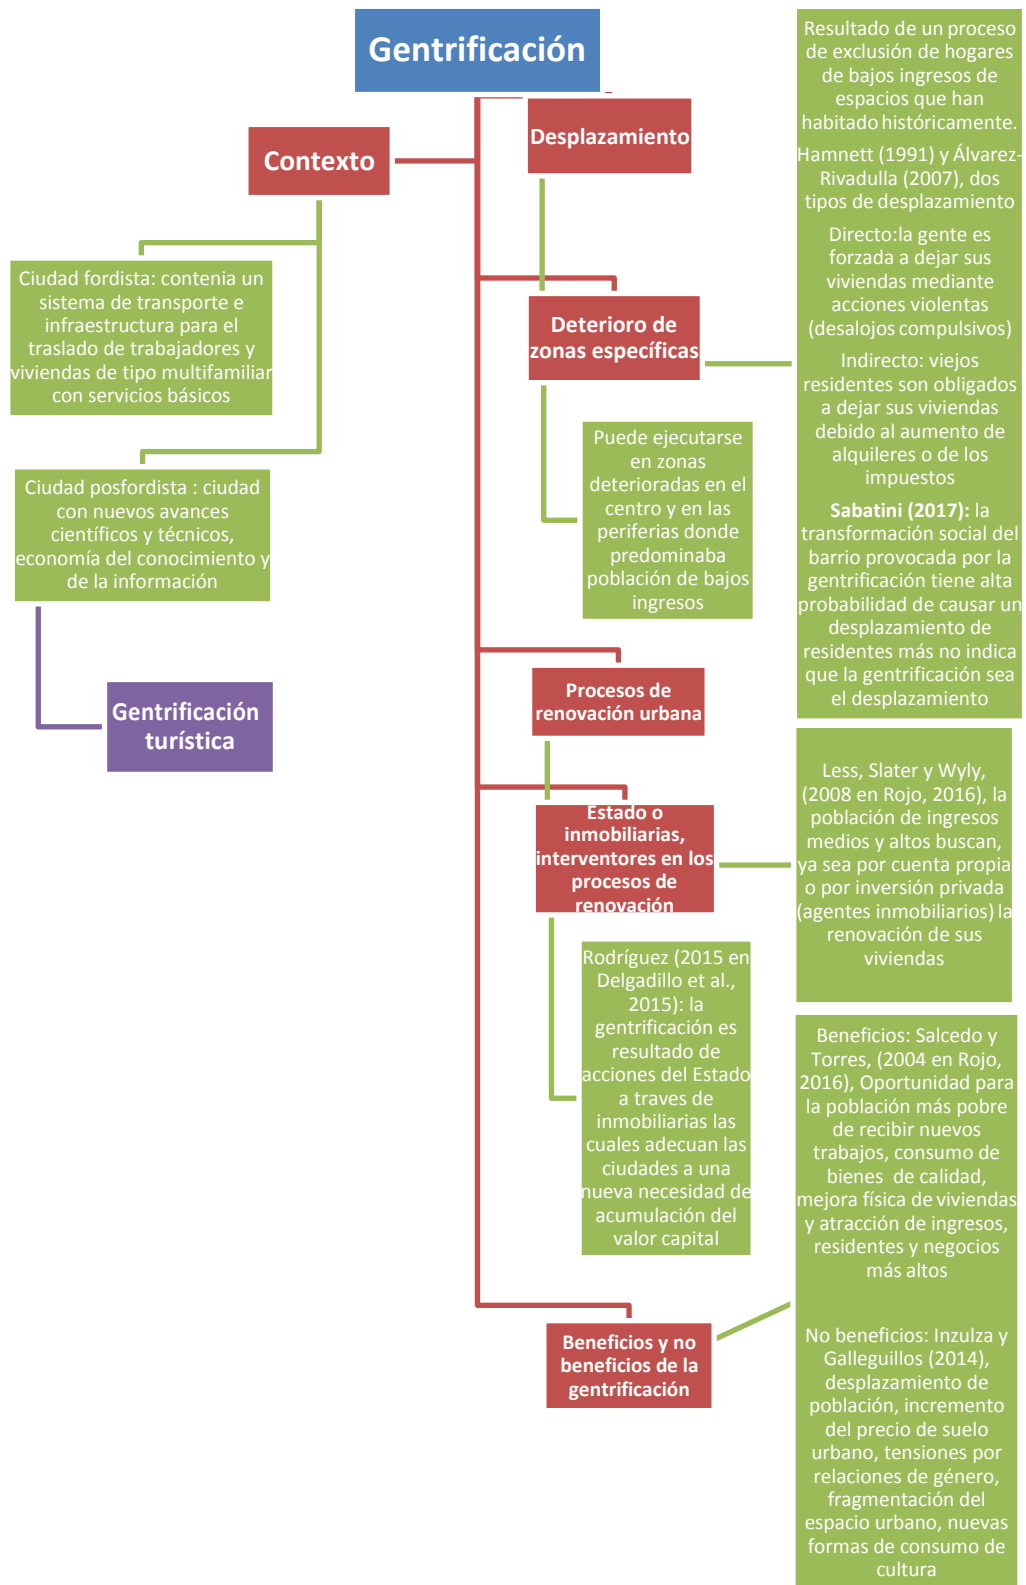 Gentrificación
Contexto
Ciudad fordista: contenia un
sistema de transporte e
infraestructura para el
traslado de trabajadores y
viviendas de tipo multifamiliar
con servicios básicos
Ciudad posfordista : ciudad
con nuevos avances
científicos y técnicos,
economía del conocimiento y
de la información
Gentrificación
turística
Desplazamiento
Deterioro de
zonas específicas
Puede ejecutarse
en zonas
deterioradas en el
centro y en las
periferias donde
predominaba
población de bajos
ingresos
Procesos de
renovación urbana
Estado o
inmobiliarias,
interventores en los
procesos de
renovación
Rodríguez (2015 en
Delgadillo et al.,
2015): la
gentrificación es
resultado de
acciones del Estado
a traves de
inmobiliarias las
cuales adecuan las
ciudades a una
nueva necesidad de
acumulación del
valor capital
Beneficios y no
beneficios de la
gentrificación
Resultado de un proceso
de exclusión de hogares
de bajos ingresos de
espacios que han
habitado históricamente.
Hamnett (1991) y Álvarez-
Rivadulla (2007), dos
tipos de desplazamiento
Directo:la gente es
forzada a dejar sus
viviendas mediante
acciones violentas
(desalojos compulsivos)
Indirecto: viejos
residentes son obligados
a dejar sus viviendas
debido al aumento de
alquileres o de los
impuestos
Sabatini (2017): la
transformación social del
barrio provocada por la
gentrificación tiene alta
probabilidad de causar un
desplazamiento de
residentes más no indica
que la gentrificación sea
el desplazamiento
Less, Slater y Wyly,
(2008 en Rojo, 2016), la
población de ingresos
medios y altos buscan,
ya sea por cuenta propia
o por inversión privada
(agentes inmobiliarios) la
renovación de sus
viviendas
Beneficios: Salcedo y
Torres, (2004 en Rojo,
2016), Oportunidad para
la población más pobre
de recibir nuevos
trabajos, consumo de
bienes de calidad,
mejora física de viviendas
y atracción de ingresos,
residentes y negocios
más altos
No beneficios: Inzulza y
Galleguillos (2014),
desplazamiento de
población, incremento
del precio de suelo
urbano, tensiones por
relaciones de género,
fragmentación del
espacio urbano, nuevas
formas de consumo de
cultura